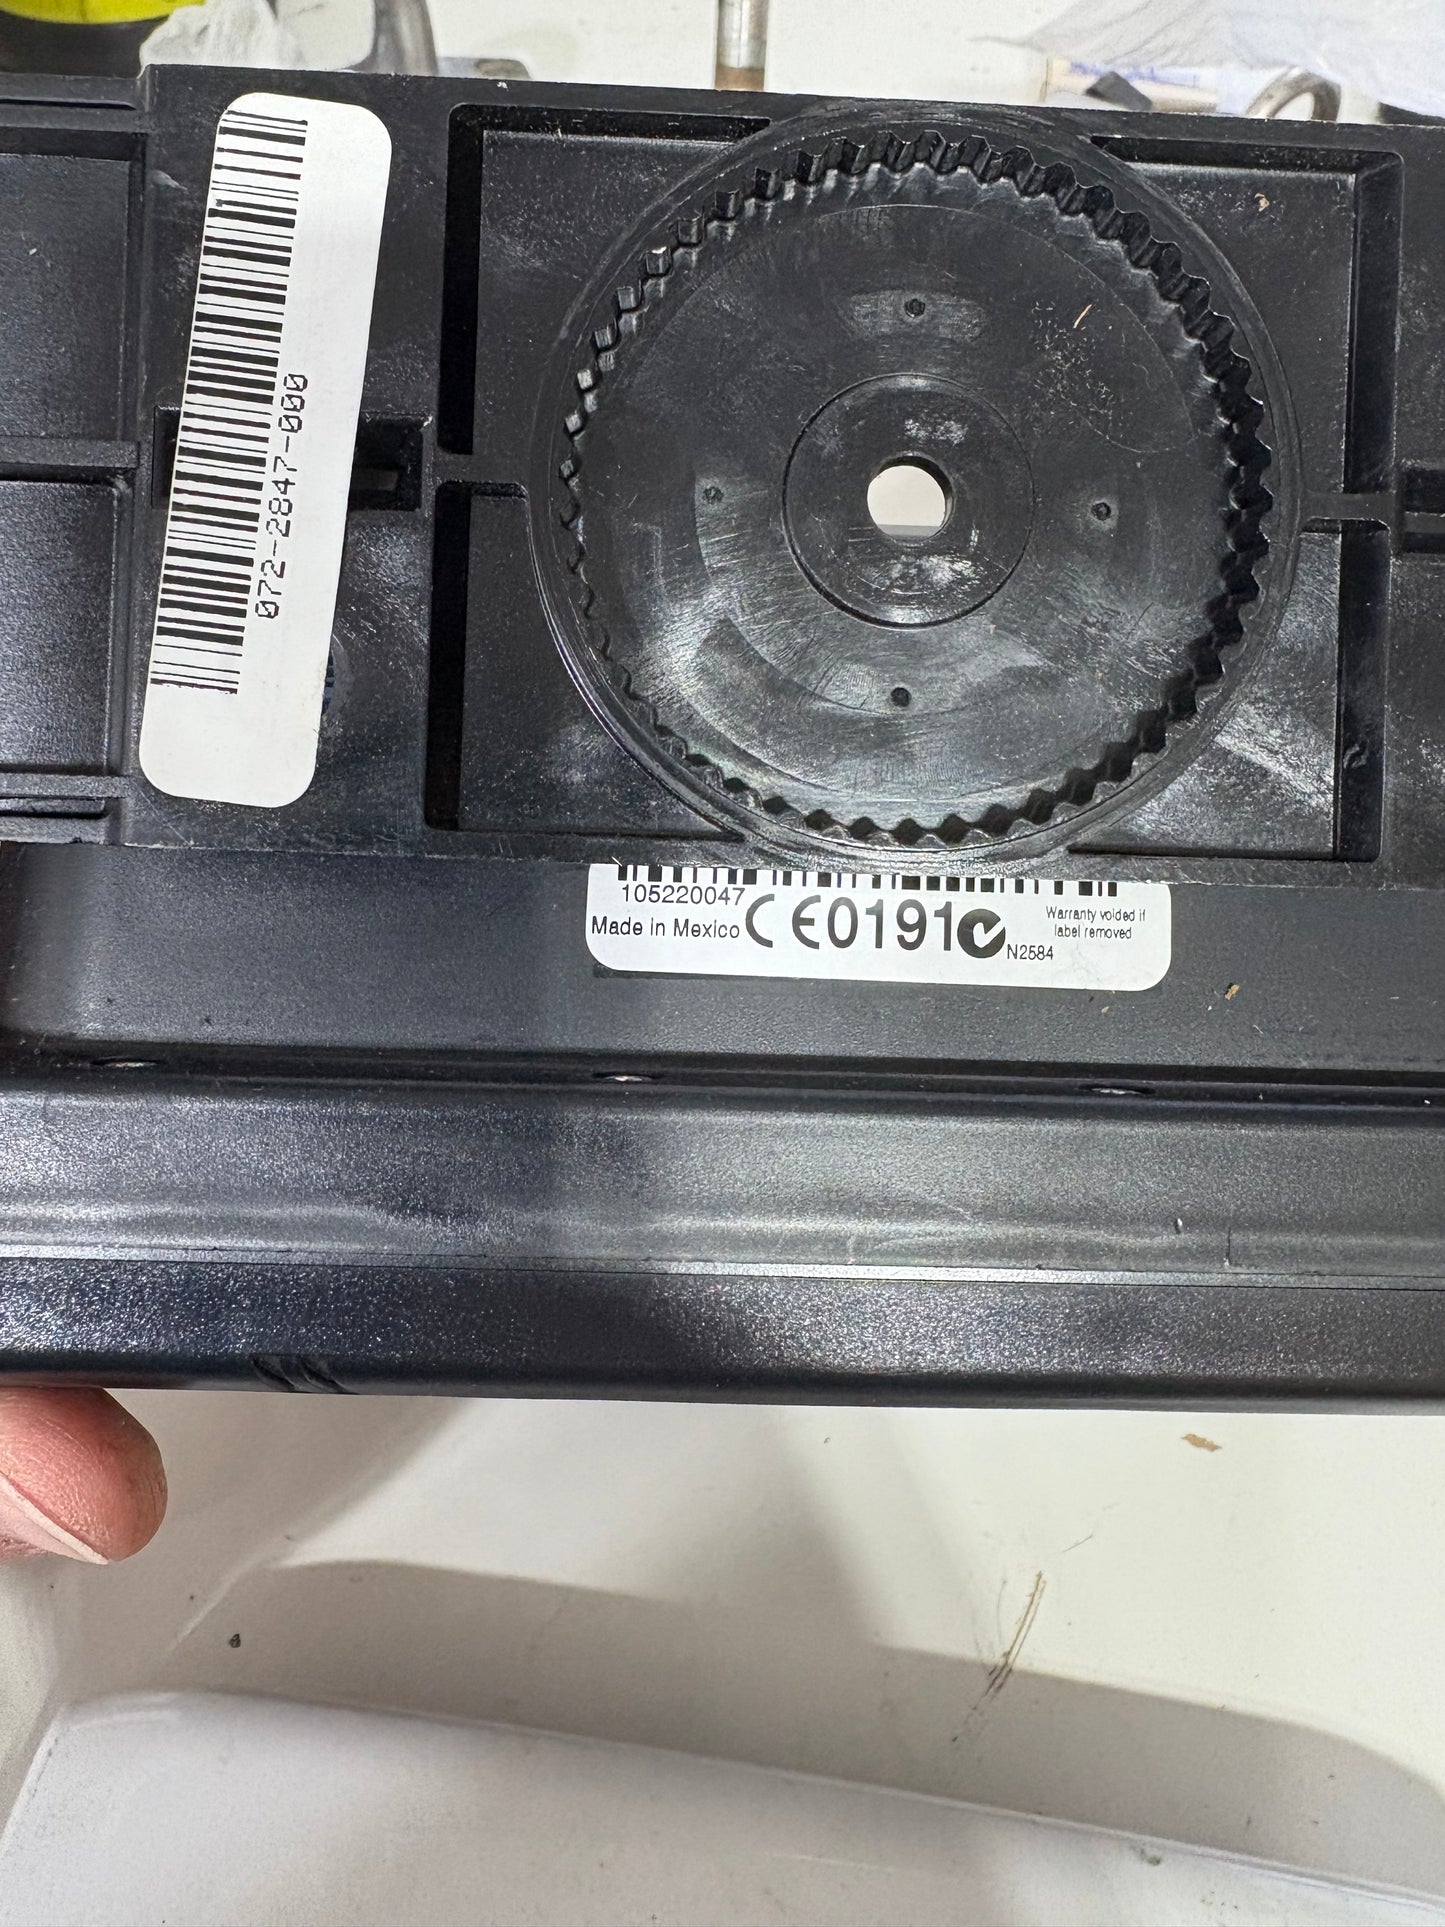 072-2847-000
105220047
Made in Mexico CE0191 N2584
Warranty voided if
label removed